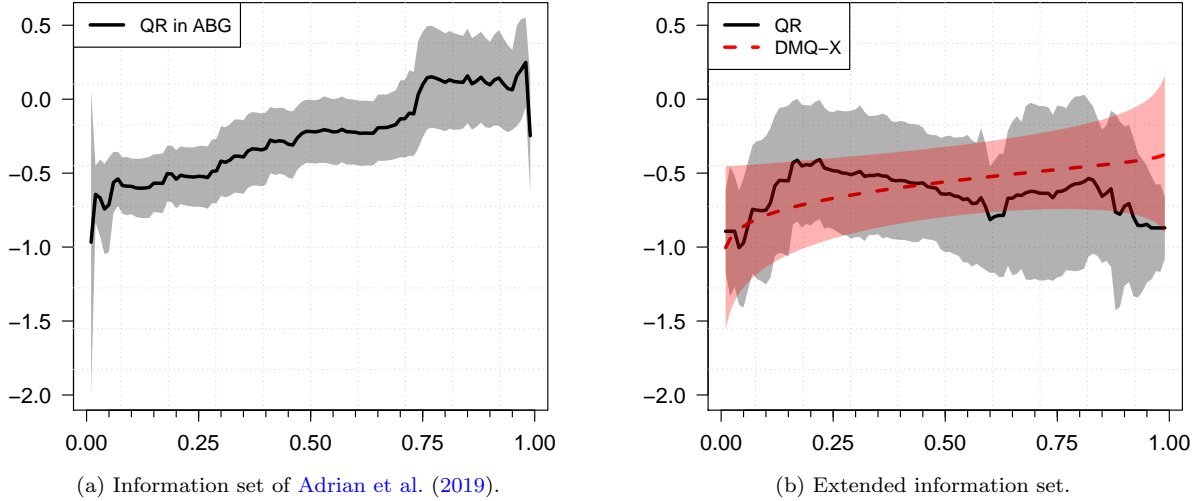 QR in ABG
0.5
0.0
−0.5
−1.0
−1.5
−2.0
0.00 0.25 0.50 0.75 1.00
(a) Information set of Adrian et al. (2019).
QR
DMQ−X
0.5
0.0
−0.5
−1.0
−1.5
−2.0
0.00 0.25 0.50 0.75 1.00
(b) Extended information set.